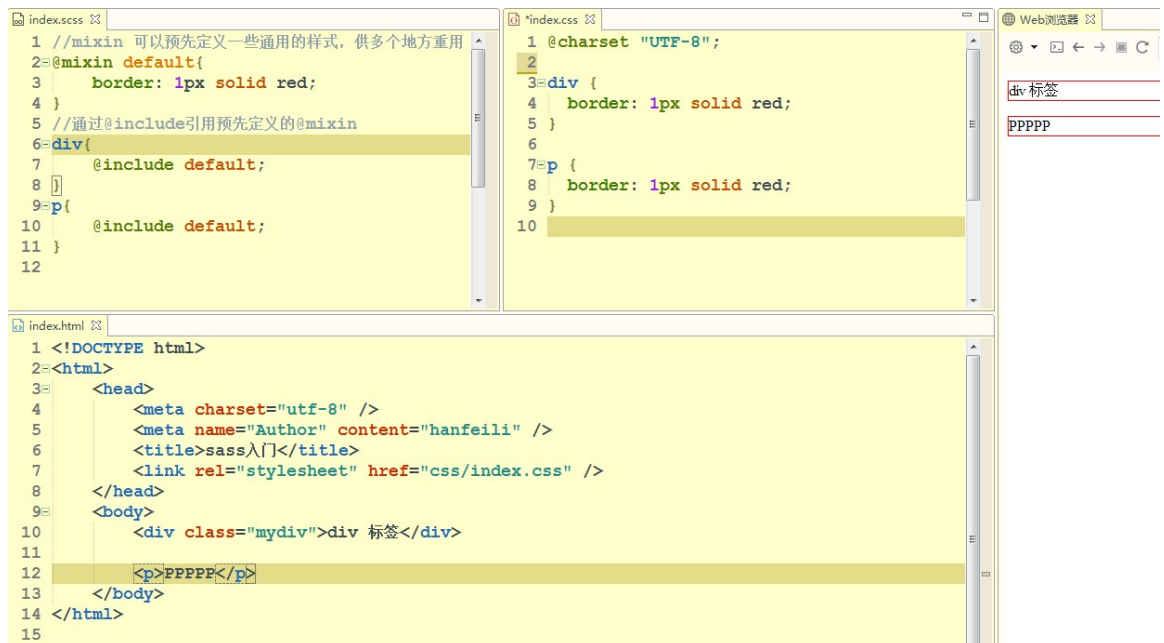 index.scss
1 //mixin 可以预先定义一些通用的样式，供多个地方重用
2 @mixin default{
3     border: 1px solid red;
4 }
5 //通过@include引用预先定义的@mixin
6 div{
7     @include default;
8 }
9 p{
10     @include default;
11 }
12
*index.css
1 @charset "UTF-8";
2
3 div {
4   border: 1px solid red;
5 }
6
7 p {
8   border: 1px solid red;
9 }
10
Web浏览器
div 标签
PPPPP
index.html
1 <!DOCTYPE html>
2 <html>
3     <head>
4         <meta charset="utf-8" />
5         <meta name="Author" content="hanfeili" />
6         <title>sass入门</title>
7         <link rel="stylesheet" href="css/index.css" />
8     </head>
9     <body>
10         <div class="mydiv">div 标签</div>
11
12         <p>PPPPP</p>
13     </body>
14 </html>
15